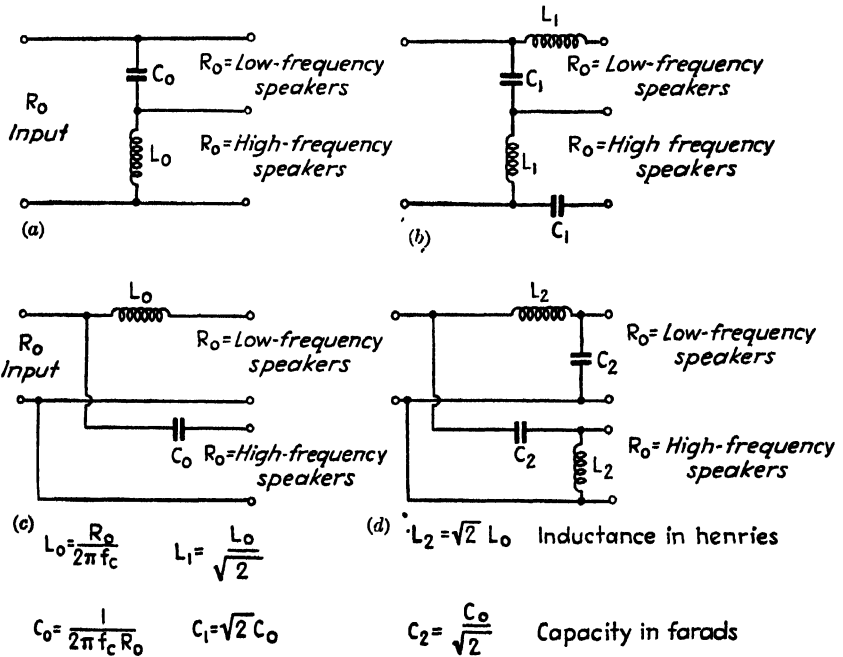 R₀
Input
C₀
L₀
R₀=Low-frequency
speakers
R₀=High-frequency
speakers
(a)
L₁
C₁
L₁
C₁
R₀=Low-frequency
speakers
R₀=High frequency
speakers
(b)
R₀
Input
L₀
R₀=Low-frequency
speakers
C₀
R₀=High-frequency
speakers
(c)
L₂
C₂
R₀=Low-frequency
speakers
C₂
L₂
R₀=High-frequency
speakers
(d)
L₀=R₀/2πf꜀
L₁=L₀/√2
L₂=√2 L₀ Inductance in henries
C₀=1/2πf꜀R₀
C₁=√2 C₀
C₂=C₀/√2 Capacity in farads